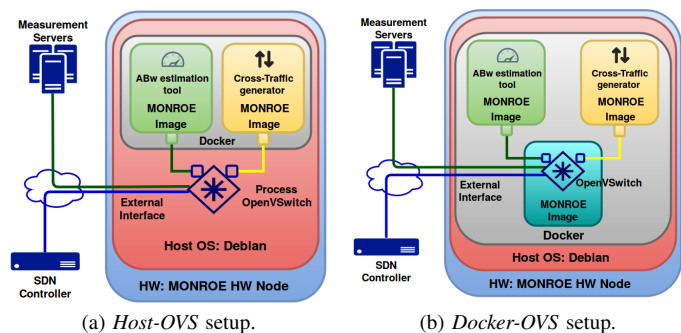 Measurement
Servers
ABw estimation
tool
MONROE
Image
Cross-Traffic
generator
MONROE
Image
Docker
External
Interface
Process
OpenVSwitch
Host OS: Debian
SDN
Controller
HW: MONROE HW Node
(a) Host-OVS setup.
Measurement
Servers
ABw estimation
tool
MONROE
Image
Cross-Traffic
generator
MONROE
Image
OpenVSwitch
External
Interface
MONROE
Image
Docker
Host OS: Debian
SDN
Controller
HW: MONROE HW Node
(b) Docker-OVS setup.